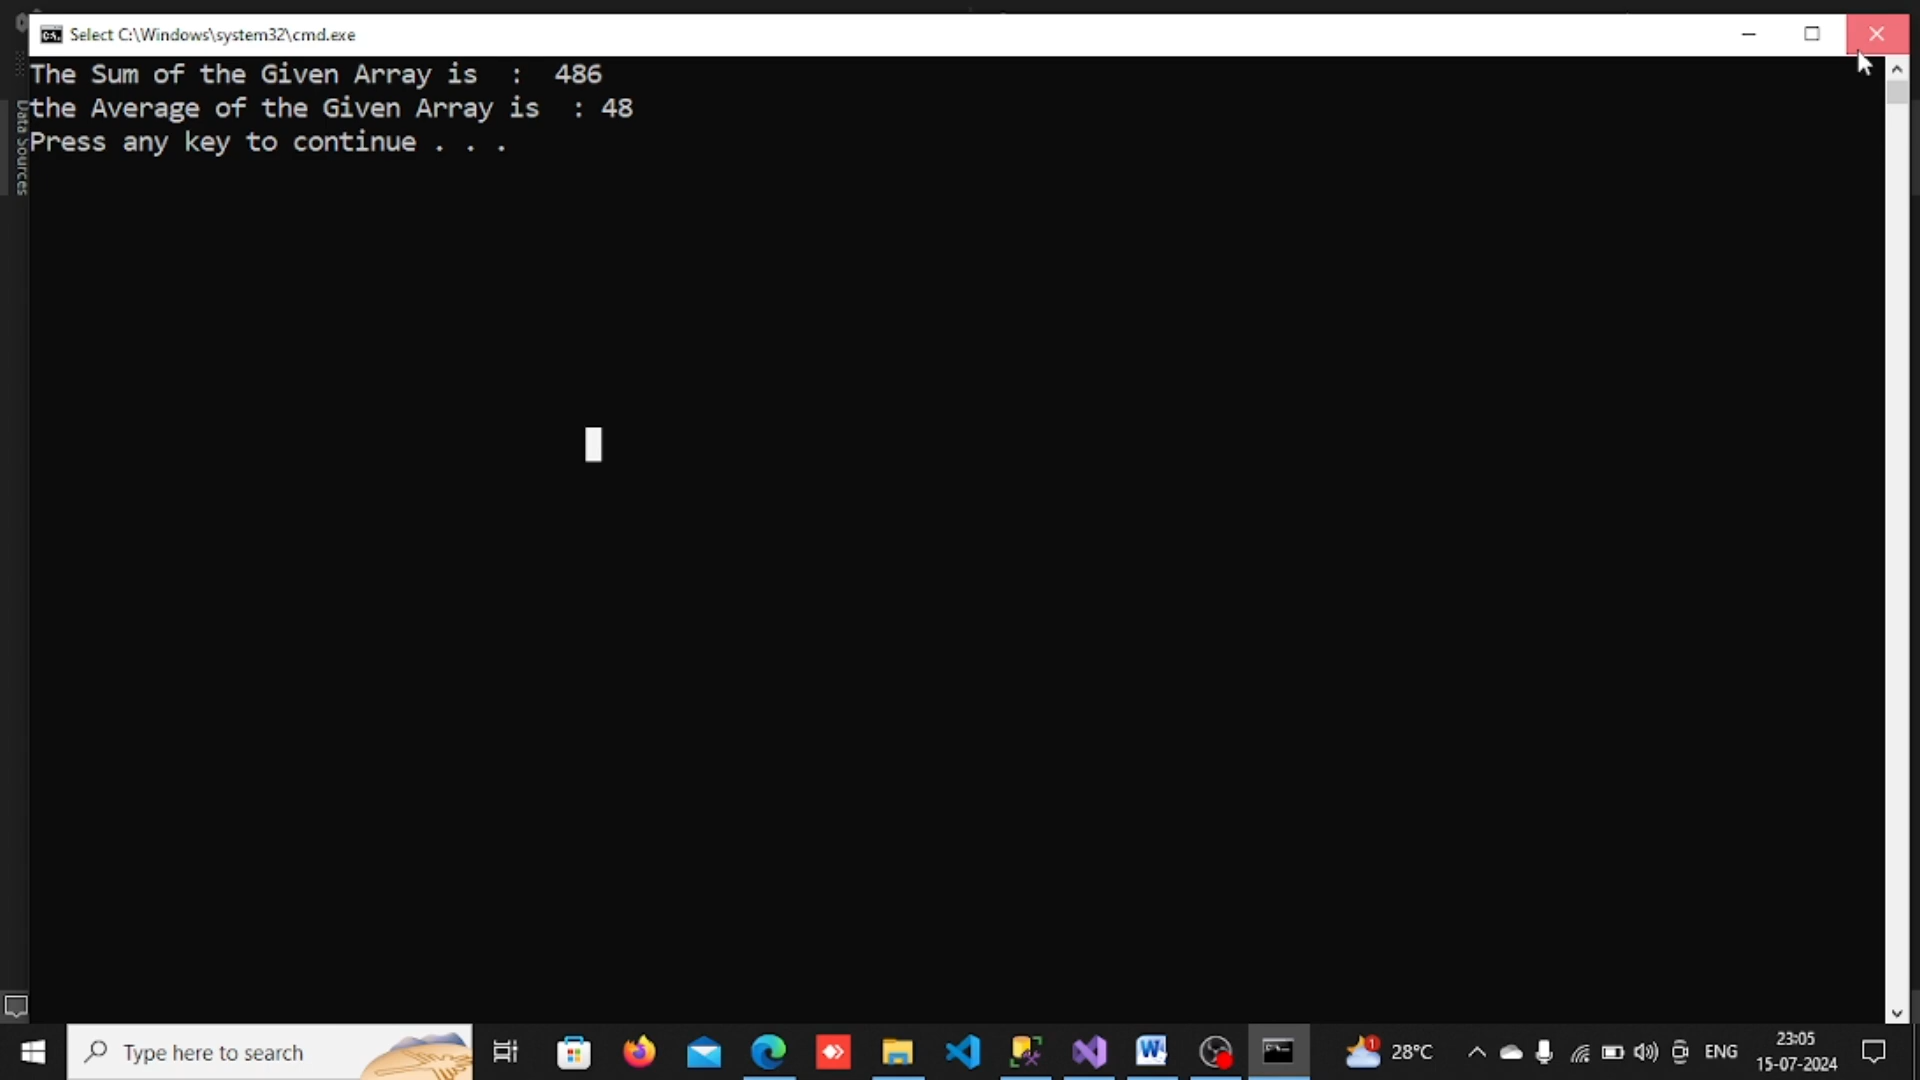 Select C:\Windows\system32\cmd.exe
The Sum of the Given Array is  :  486
the Average of the Given Array is  : 48
Press any key to continue . . .
Data Sources
Type here to search
1
28°C
ENG
23:05
15-07-2024